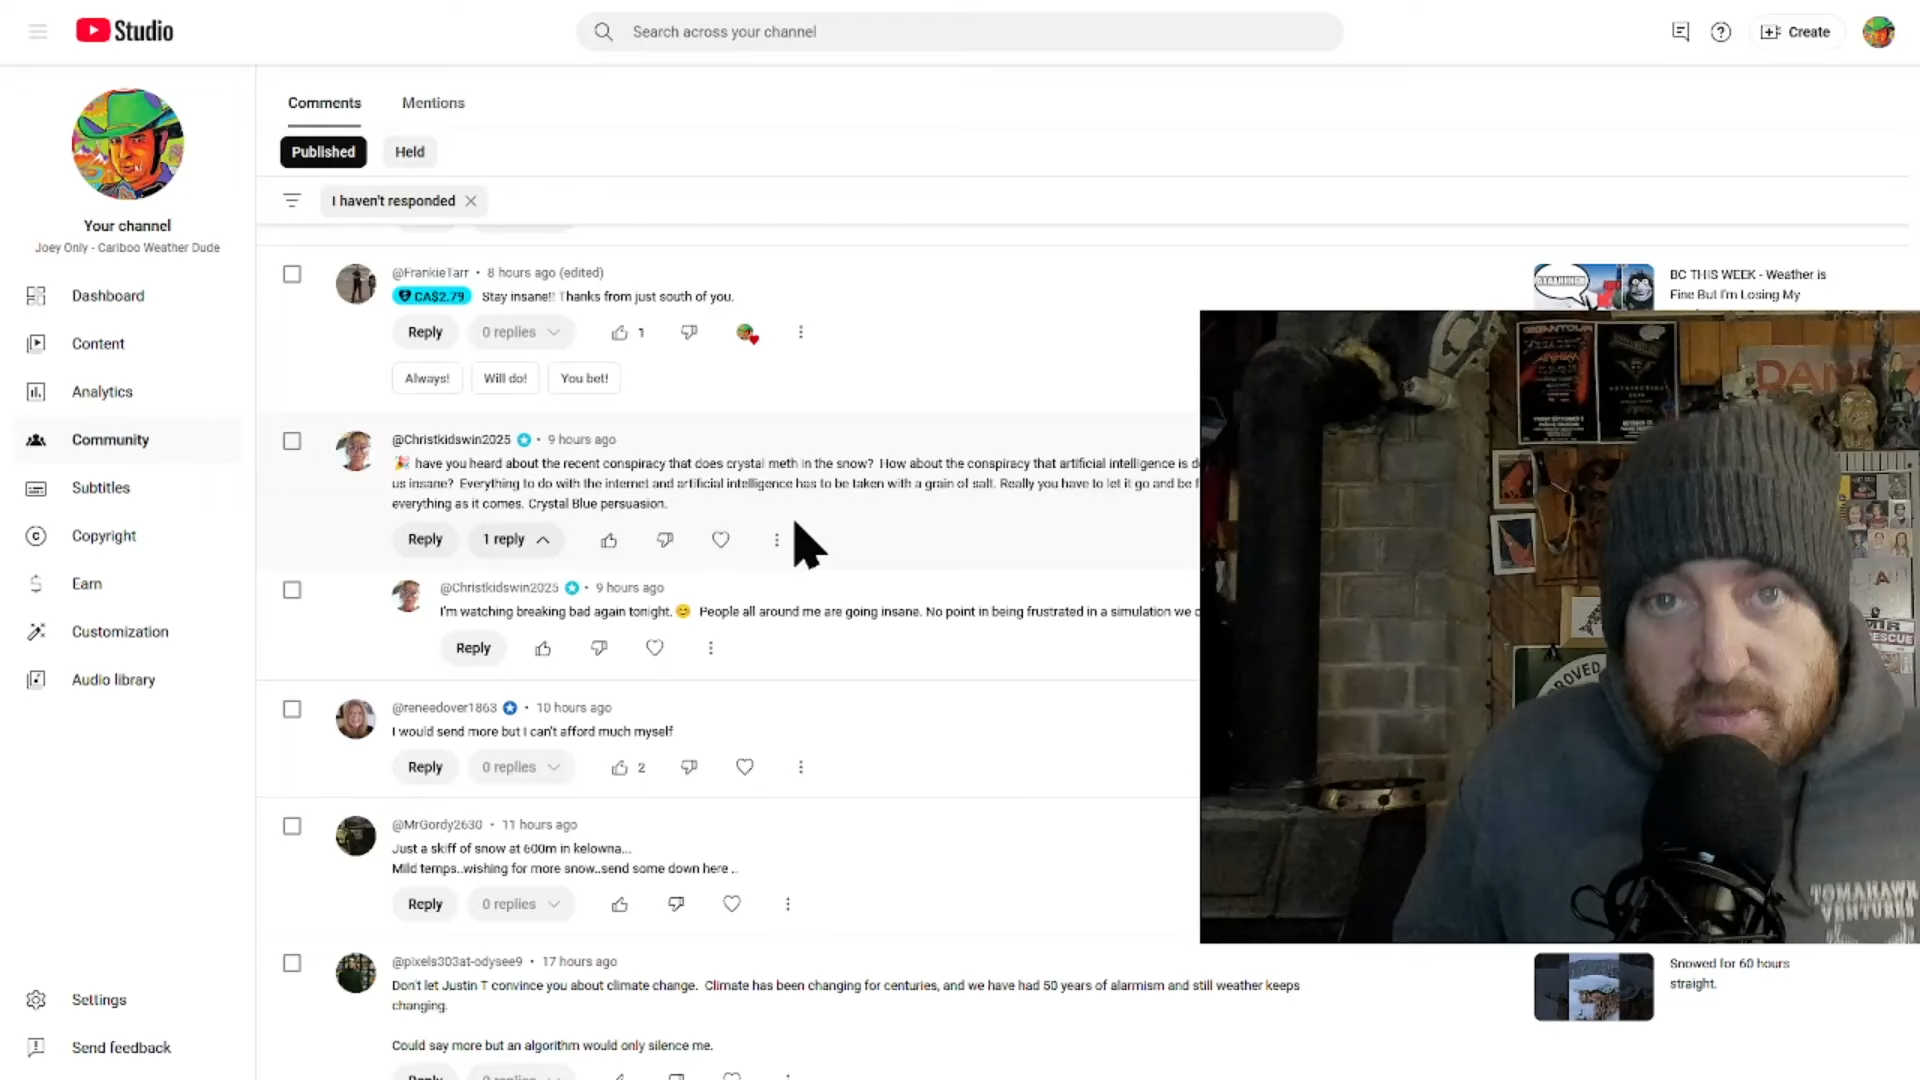 Studio
Search across your channel
Create
Your channel
Joey Only - Cariboo Weather Dude
Dashboard
Content
Analytics
Community
Subtitles
Copyright
Earn
Customization
Audio library
Settings
Send feedback
Comments
Mentions
Published
Held
I haven't responded
@FrankieTarr • 8 hours ago (edited)
CA$2.79 Stay insane!! Thanks from just south of you.
Reply
0 replies
1
Always!
Will do!
You bet!
BC THIS WEEK - Weather is
Fine But I'm Losing My
@Christkidswin2025 • 9 hours ago
have you heard about the recent conspiracy that does crystal meth in the snow? How about the conspiracy that artificial intelligence is d
us insane? Everything to do with the internet and artificial intelligence has to be taken with a grain of salt. Really you have to let it go and be f
everything as it comes. Crystal Blue persuasion.
Reply
1 reply
@Christkidswin2025 • 9 hours ago
I'm watching breaking bad again tonight. 😊 People all around me are going insane. No point in being frustrated in a simulation we c
Reply
@reneedover1863 • 10 hours ago
I would send more but I can't afford much myself
Reply
0 replies
2
@MrGordy2630 • 11 hours ago
Just a skiff of snow at 600m in kelowna...
Mild temps..wishing for more snow..send some down here ..
Reply
0 replies
@pixels303at-odysee9 • 17 hours ago
Don't let Justin T convince you about climate change. Climate has been changing for centuries, and we have had 50 years of alarmism and still weather keeps
changing.
Could say more but an algorithm would only silence me.
Reply
0 replies
Snowed for 60 hours
straight.
GIGANTOUR
DAN
RESCUE
TOMAHAWK
VENTURES